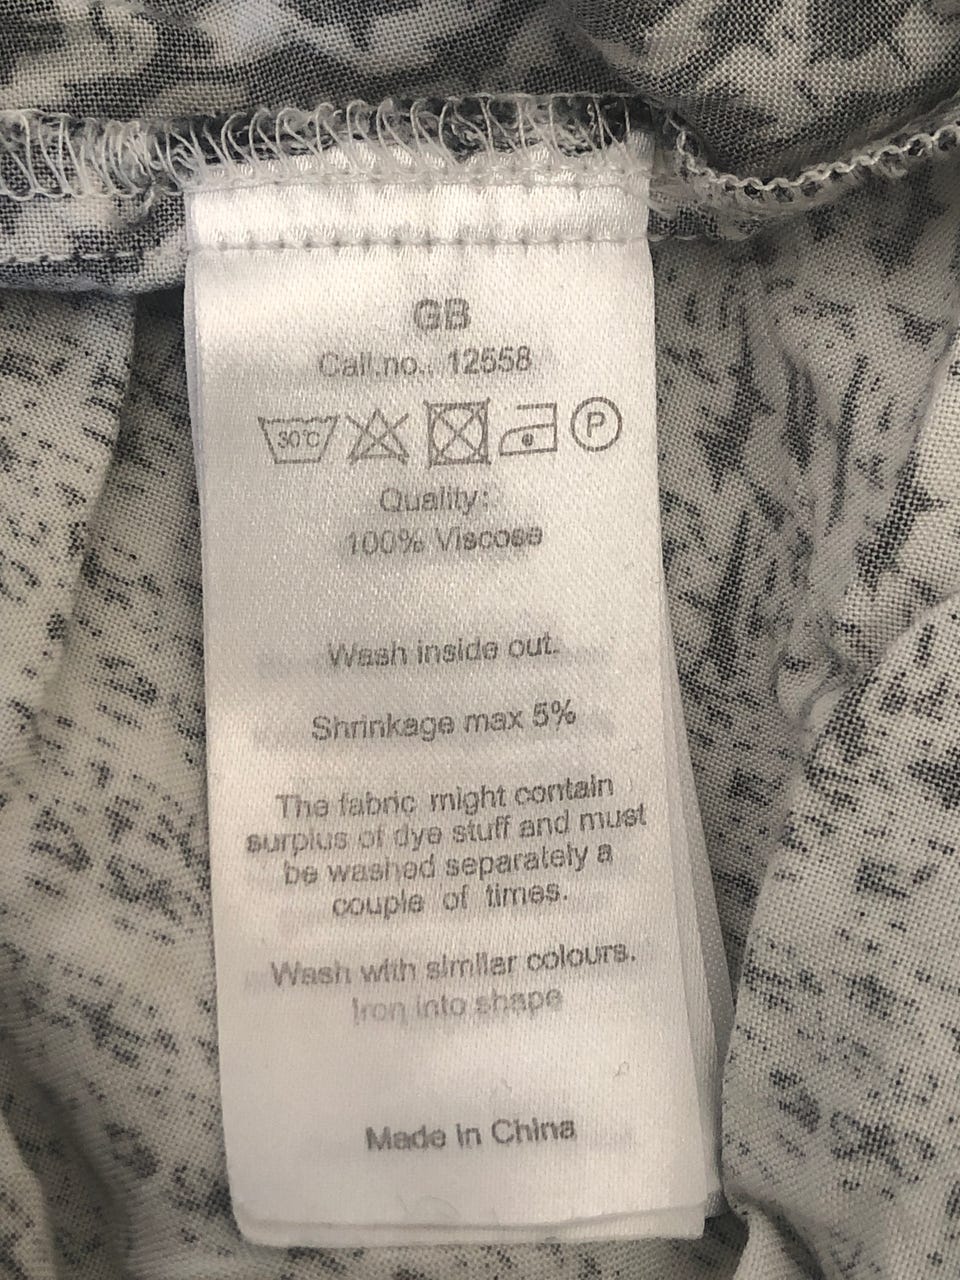 GB
Call.no.: 12558
30°C P
Quality:
100% Viscose
Wash inside out.
Shrinkage max 5%
The fabric might contain
surplus of dye stuff and must
be washed separately a
couple of times.
Wash with similar colours.
Iron into shape
Made in China